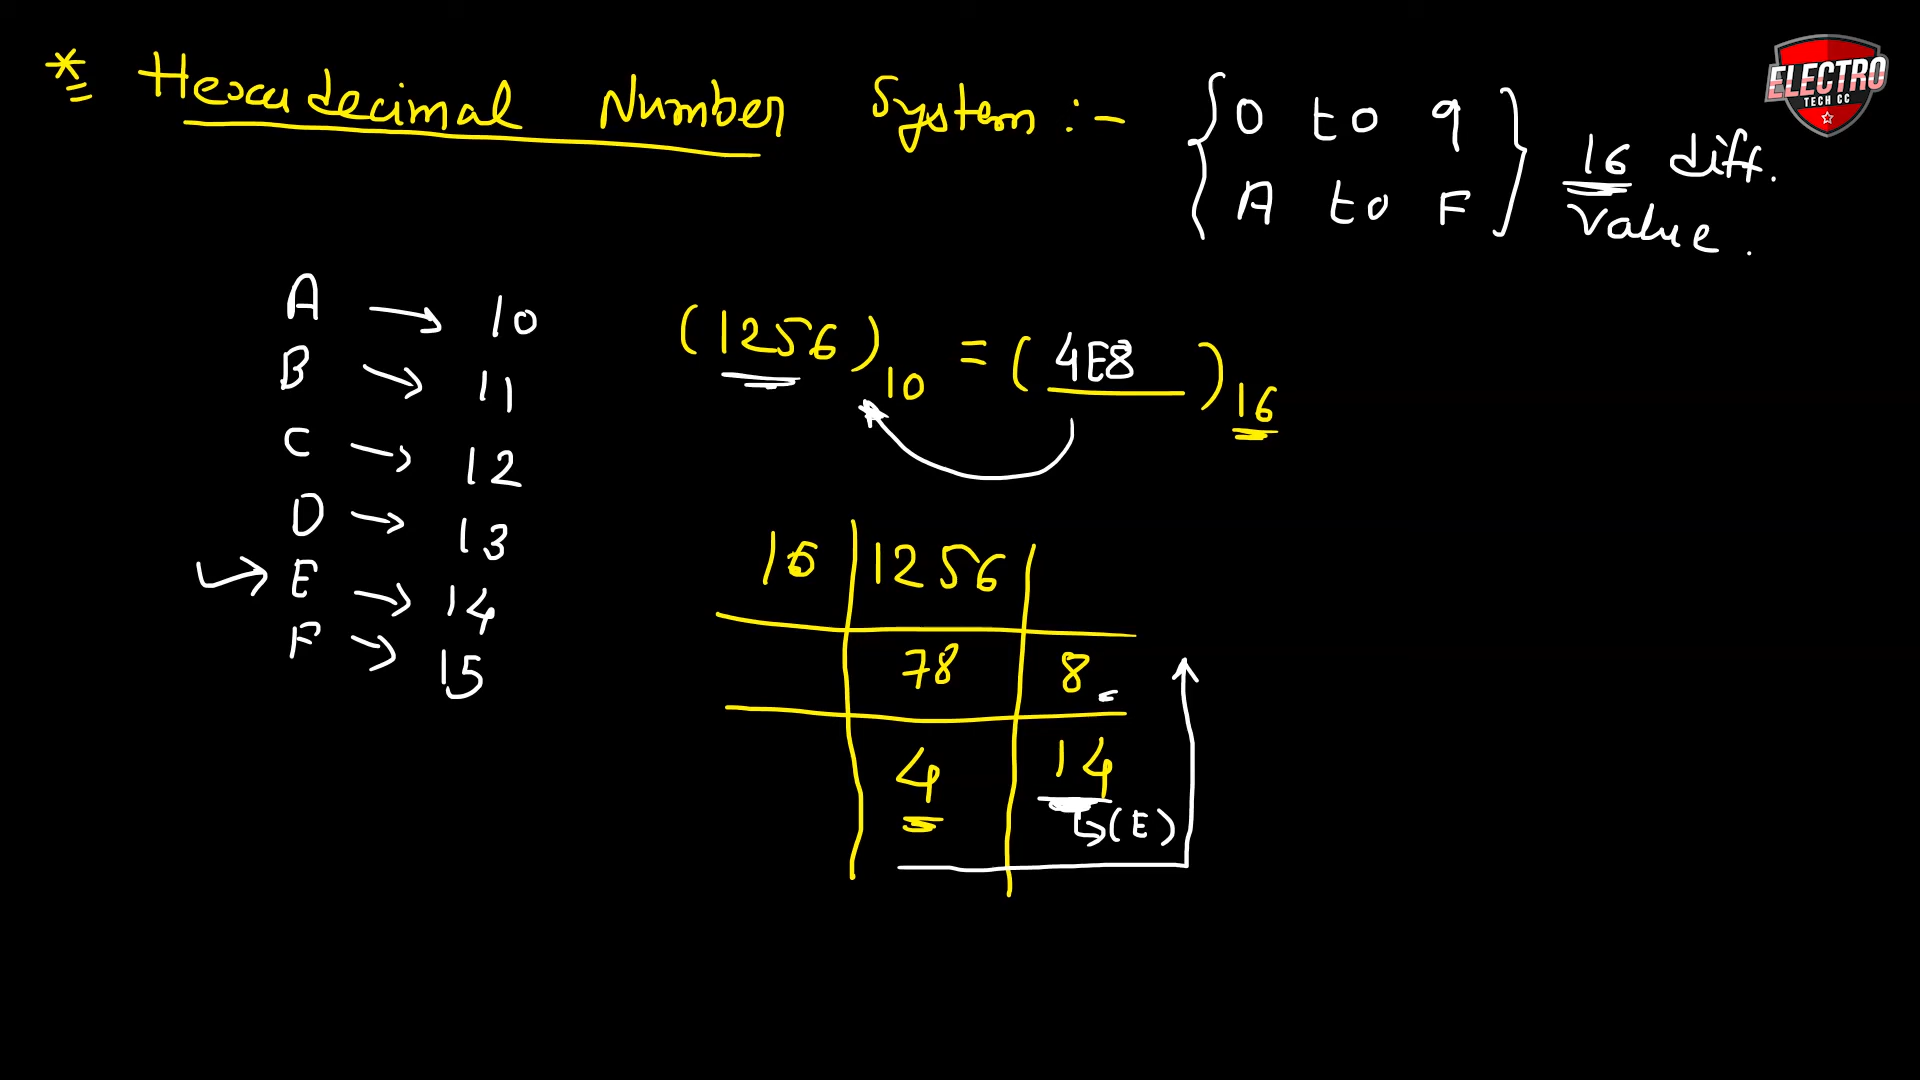 * Hexadecimal Number System :- { 0 to 9
A to F } 16 diff. value.
ELECTRO
TECH CC
A → 10
B → 11
C → 12
D → 13
E → 14
F → 15
(1256)10 = (4E8)16
16 1256
78 8
4 14
(E)